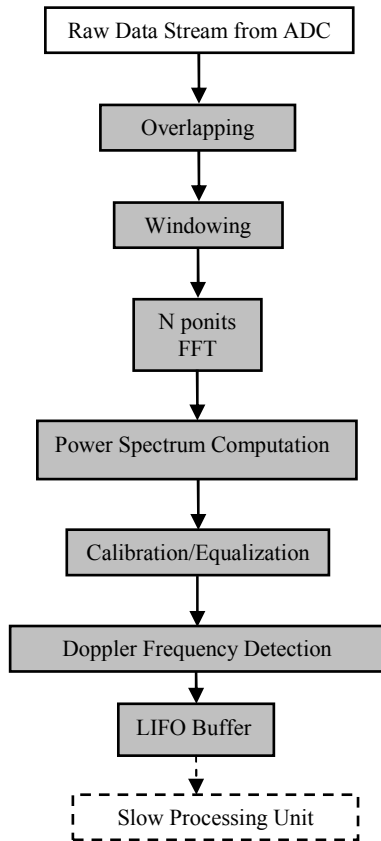 Raw Data Stream from ADC
Overlapping
Windowing
N ponits
FFT
Power Spectrum Computation
Calibration/Equalization
Doppler Frequency Detection
LIFO Buffer
Slow Processing Unit